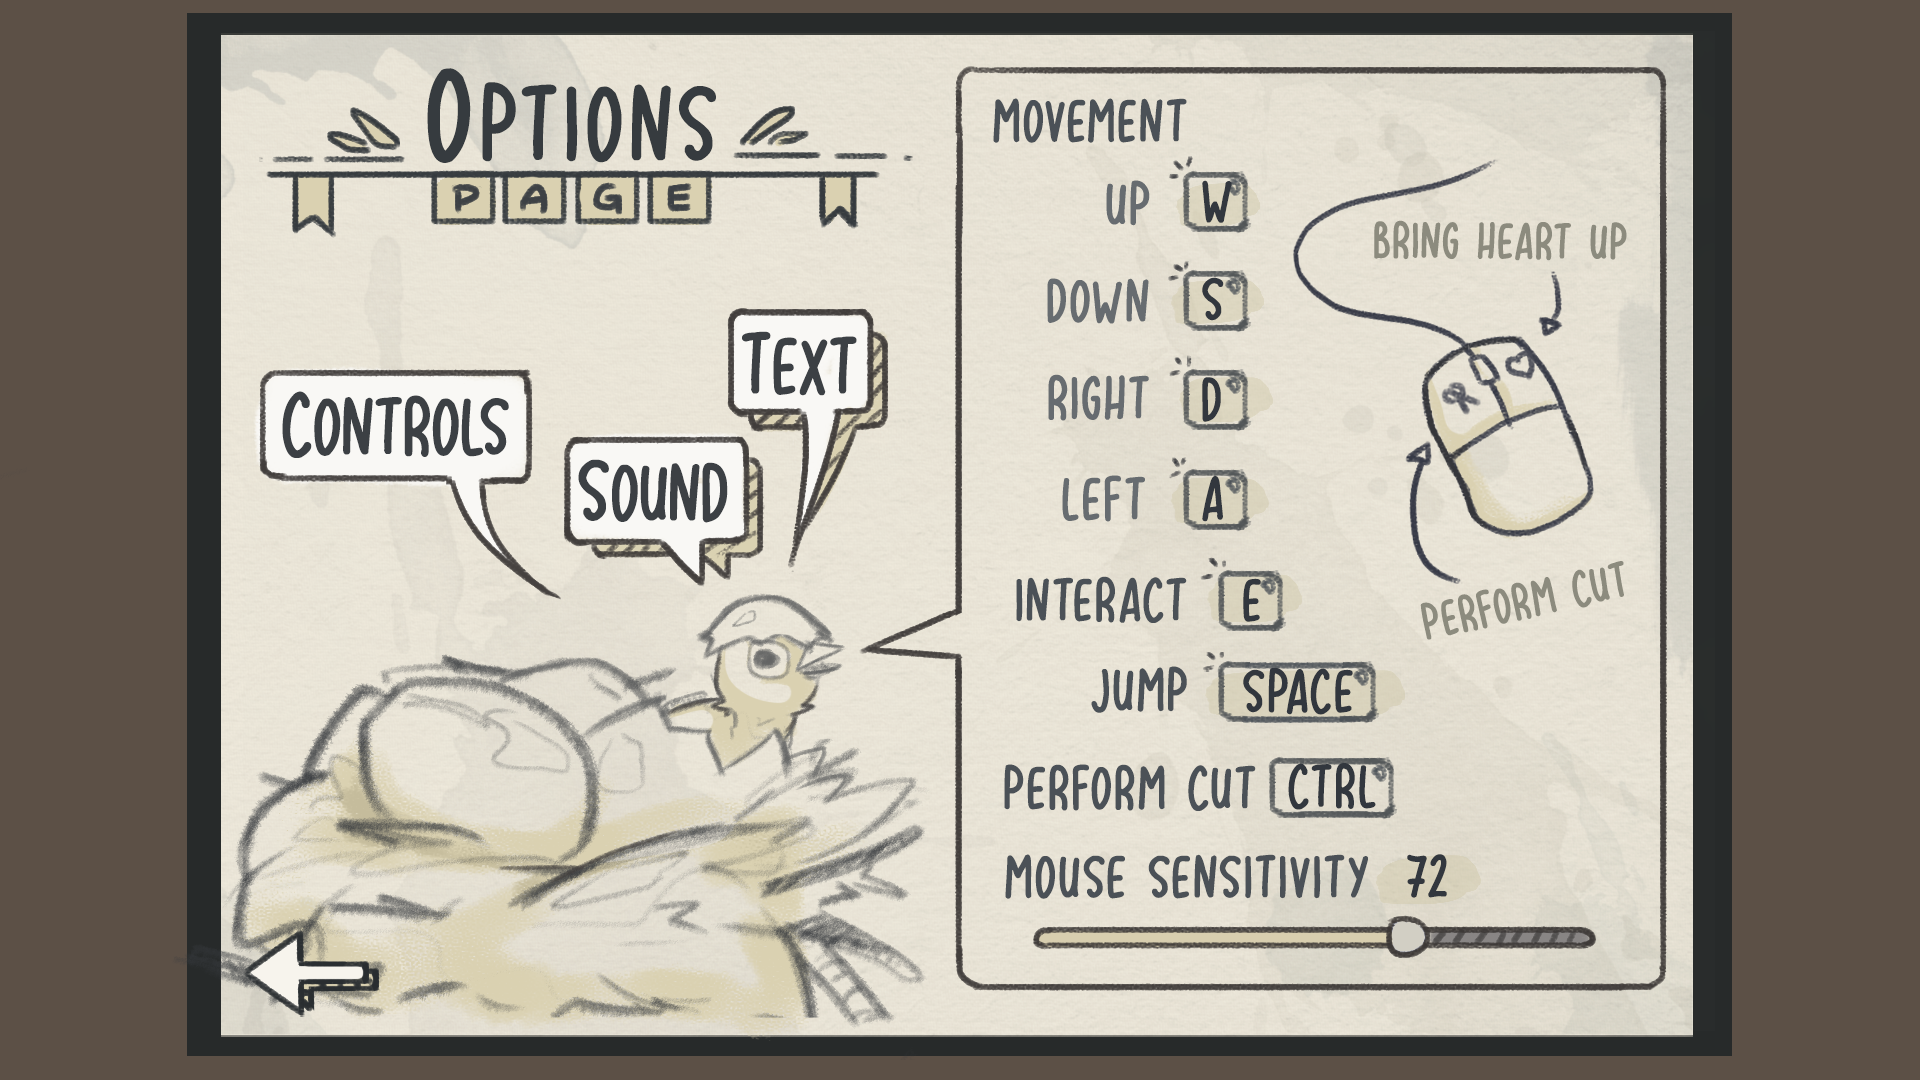 OPTIONS
PAGE
CONTROLS
SOUND
TEXT
MOVEMENT
UP W
DOWN S
RIGHT D
LEFT A
INTERACT E
JUMP SPACE
PERFORM CUT CTRL
MOUSE SENSITIVITY 72
BRING HEART UP
PERFORM CUT